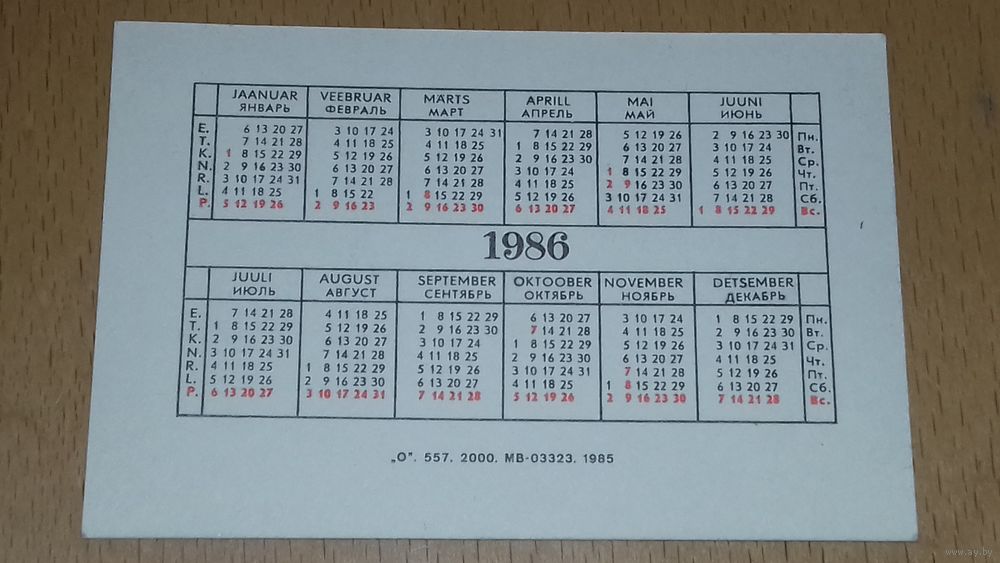 JAANUAR VEEBRUAR MÄRTS APRILL MAI JUUNI
ЯНВАРЬ ФЕВРАЛЬ МАРТ АПРЕЛЬ МАЙ ИЮНЬ
E. 6 13 20 27 3 10 17 24 3 10 17 24 31 7 14 21 28 5 12 19 26 2 9 16 23 30 Пн.
T. 7 14 21 28 4 11 18 25 4 11 18 25 1 8 15 22 29 6 13 20 27 3 10 17 24 Вт.
K. 1 8 15 22 29 5 12 19 26 5 12 19 26 2 9 16 23 30 7 14 21 28 4 11 18 25 Ср.
N. 2 9 16 23 30 6 13 20 27 6 13 20 27 3 10 17 24 1 8 15 22 29 5 12 19 26 Чт.
R. 3 10 17 24 31 7 14 21 28 7 14 21 28 4 11 18 25 2 9 16 23 30 6 13 20 27 Пт.
L. 4 11 18 25 1 8 15 22 1 8 15 22 29 5 12 19 26 3 10 17 24 31 7 14 21 28 Сб.
P. 5 12 19 26 2 9 16 23 2 9 16 23 30 6 13 20 27 4 11 18 25 1 8 15 22 29 Вс.
1986
JUULI AUGUST SEPTEMBER OKTOOBER NOVEMBER DETSEMBER
ИЮЛЬ АВГУСТ СЕНТЯБРЬ ОКТЯБРЬ НОЯБРЬ ДЕКАБРЬ
E. 7 14 21 28 4 11 18 25 1 8 15 22 29 6 13 20 27 3 10 17 24 1 8 15 22 29 Пн.
T. 1 8 15 22 29 5 12 19 26 2 9 16 23 30 7 14 21 28 4 11 18 25 2 9 16 23 30 Вт.
K. 2 9 16 23 30 6 13 20 27 3 10 17 24 1 8 15 22 29 5 12 19 26 3 10 17 24 31 Ср.
N. 3 10 17 24 31 7 14 21 28 4 11 18 25 2 9 16 23 30 6 13 20 27 4 11 18 25 Чт.
R. 4 11 18 25 1 8 15 22 29 5 12 19 26 3 10 17 24 31 7 14 21 28 5 12 19 26 Пт.
L. 5 12 19 26 2 9 16 23 30 6 13 20 27 4 11 18 25 1 8 15 22 29 6 13 20 27 Сб.
P. 6 13 20 27 3 10 17 24 31 7 14 21 28 5 12 19 26 2 9 16 23 30 7 14 21 28 Вс.
„O". 557. 2000. MB-03323. 1985
www.ay.by